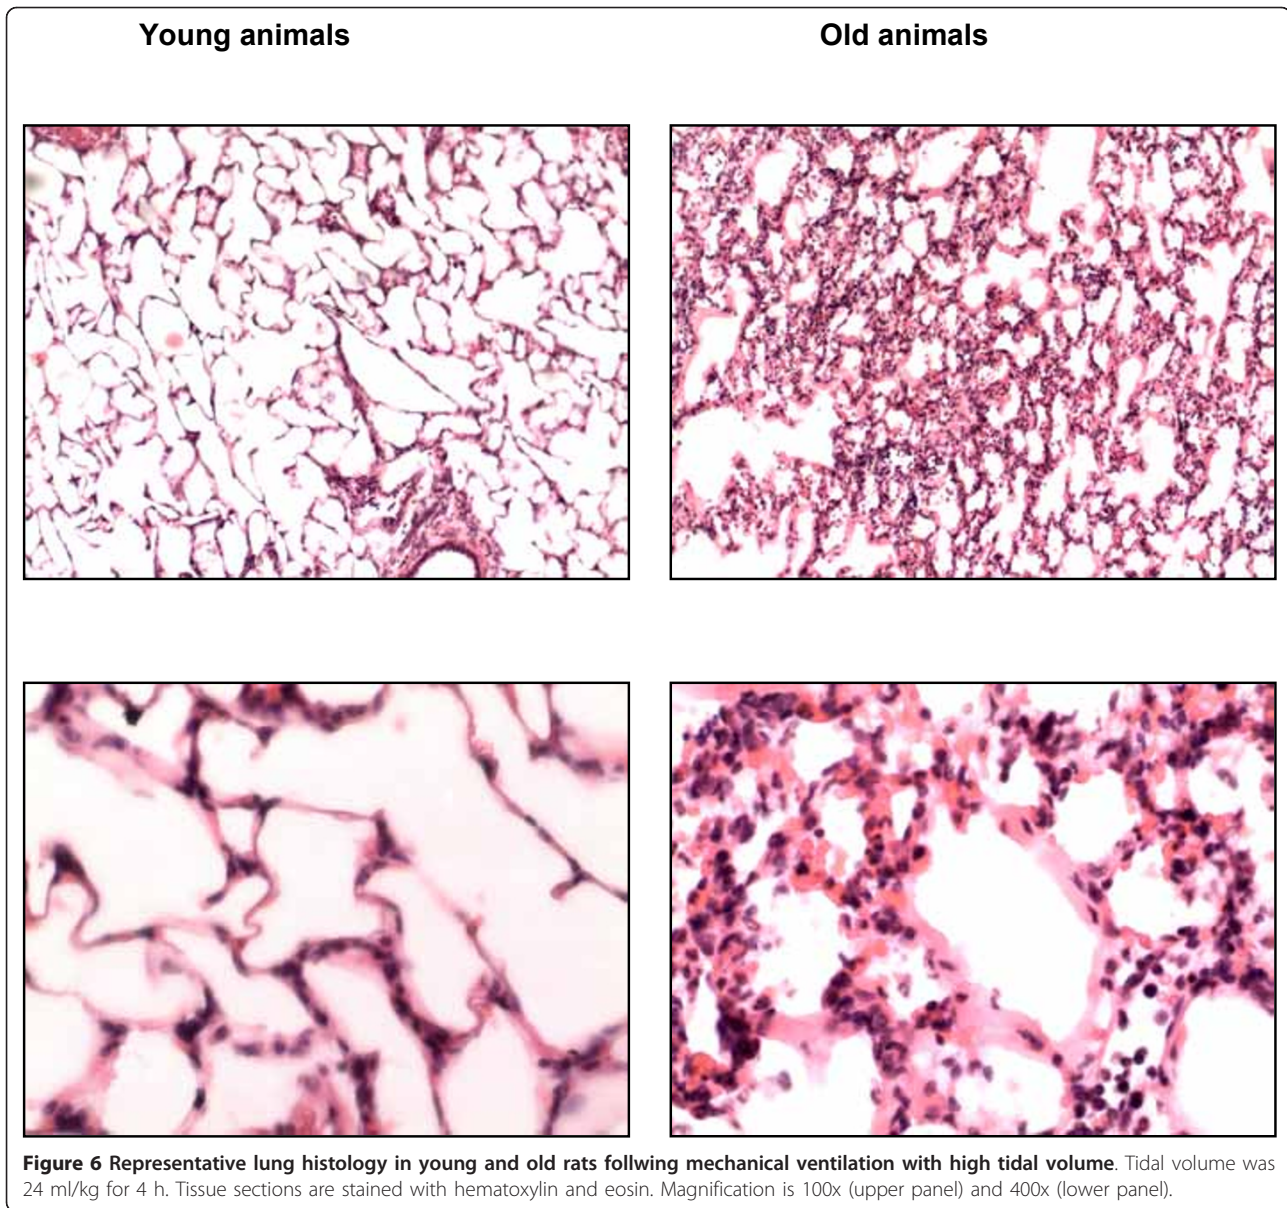 Young animals
Old animals
Figure 6 Representative lung histology in young and old rats follwing mechanical ventilation with high tidal volume. Tidal volume was
24 ml/kg for 4 h. Tissue sections are stained with hematoxylin and eosin. Magnification is 100x (upper panel) and 400x (lower panel).